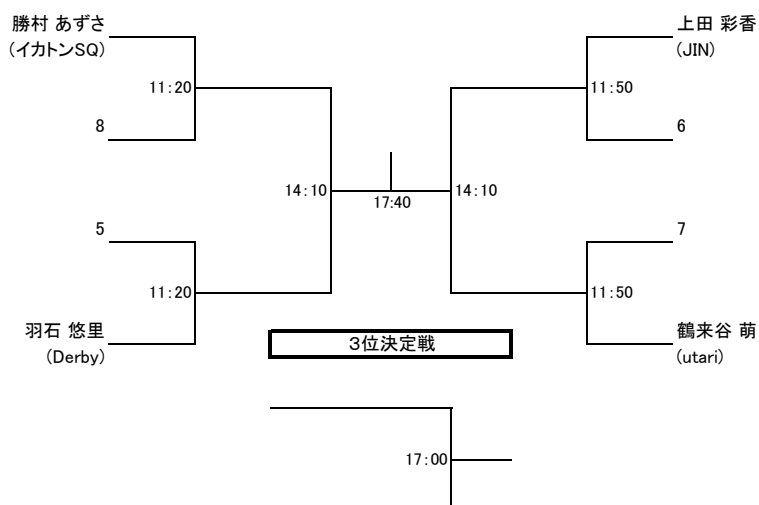 勝村 あずさ
(イカトンSQ)
上田 彩香
(JIN)
11:20
11:50
8
6
14:10
14:10
17:40
5
7
11:20
11:50
羽石 悠里
(Derby)
3位決定戦
鶴来谷 萌
(utari)
17:00